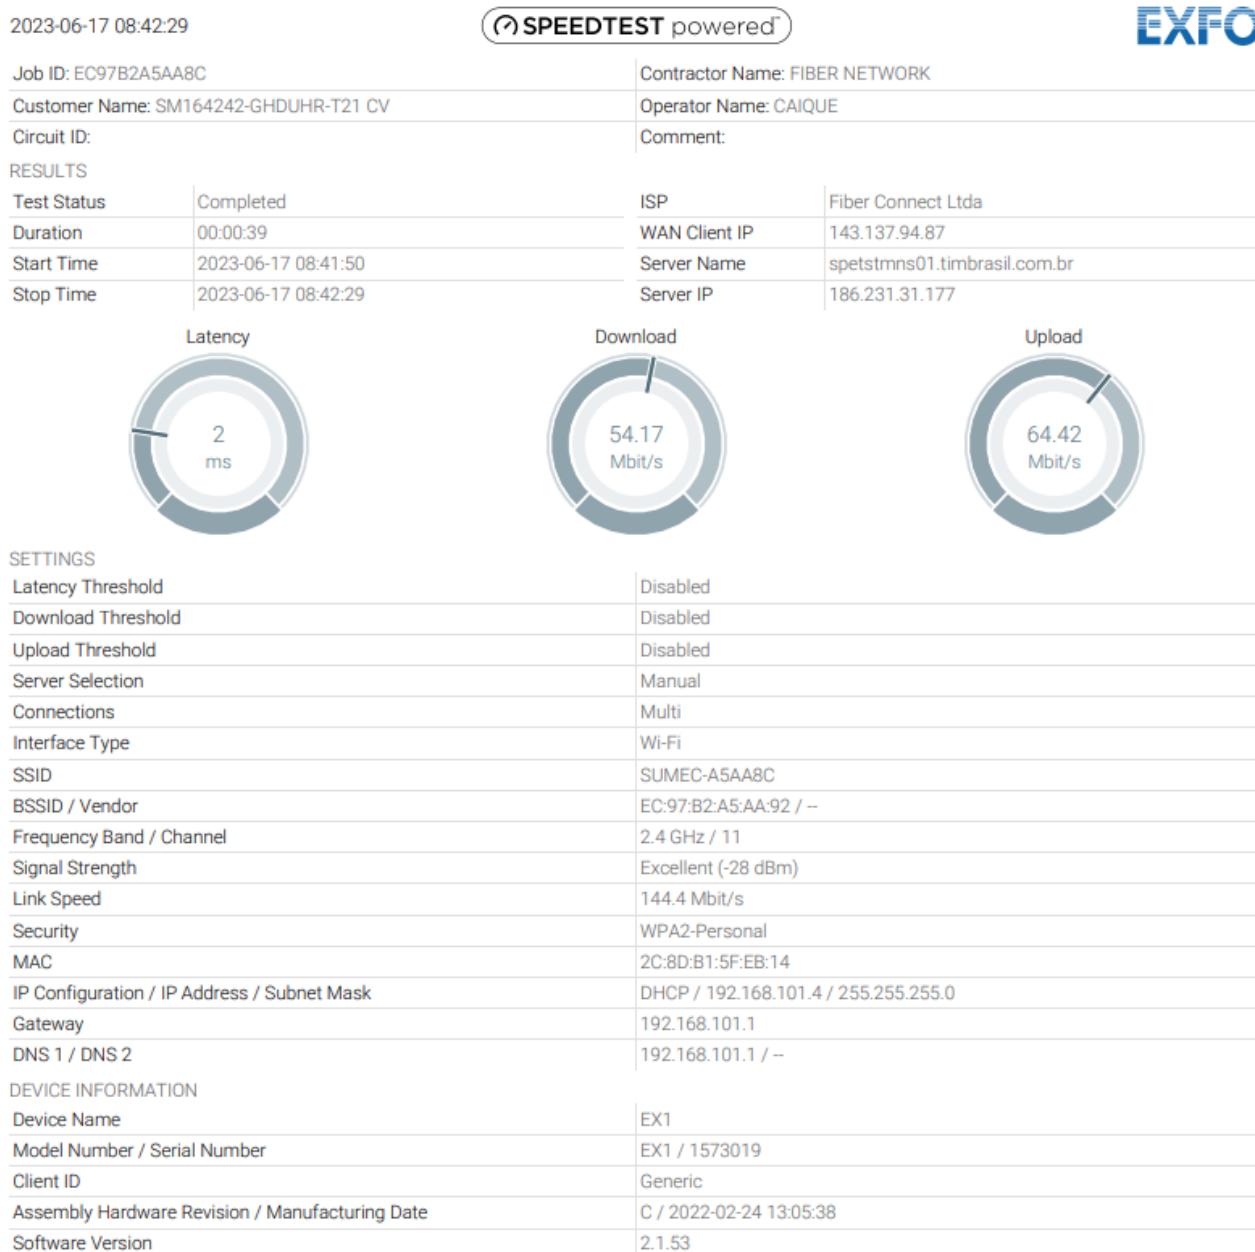 2023-06-17 08:42:29 SPEEDTEST powered™ EXFO
Job ID: EC97B2A5AA8C Contractor Name: FIBER NETWORK
Customer Name: SM164242-GHDUHR-T21 CV Operator Name: CAIQUE
Circuit ID: Comment:
RESULTS
Test Status Completed ISP Fiber Connect Ltda
Duration 00:00:39 WAN Client IP 143.137.94.87
Start Time 2023-06-17 08:41:50 Server Name spetstmns01.timbrasil.com.br
Stop Time 2023-06-17 08:42:29 Server IP 186.231.31.177
Latency Download Upload
2 54.17 64.42
ms Mbit/s Mbit/s
SETTINGS
Latency Threshold Disabled
Download Threshold Disabled
Upload Threshold Disabled
Server Selection Manual
Connections Multi
Interface Type Wi-Fi
SSID SUMEC-A5AA8C
BSSID / Vendor EC:97:B2:A5:AA:92 / --
Frequency Band / Channel 2.4 GHz / 11
Signal Strength Excellent (-28 dBm)
Link Speed 144.4 Mbit/s
Security WPA2-Personal
MAC 2C:8D:B1:5F:EB:14
IP Configuration / IP Address / Subnet Mask DHCP / 192.168.101.4 / 255.255.255.0
Gateway 192.168.101.1
DNS 1 / DNS 2 192.168.101.1 / --
DEVICE INFORMATION
Device Name EX1
Model Number / Serial Number EX1 / 1573019
Client ID Generic
Assembly Hardware Revision / Manufacturing Date C / 2022-02-24 13:05:38
Software Version 2.1.53